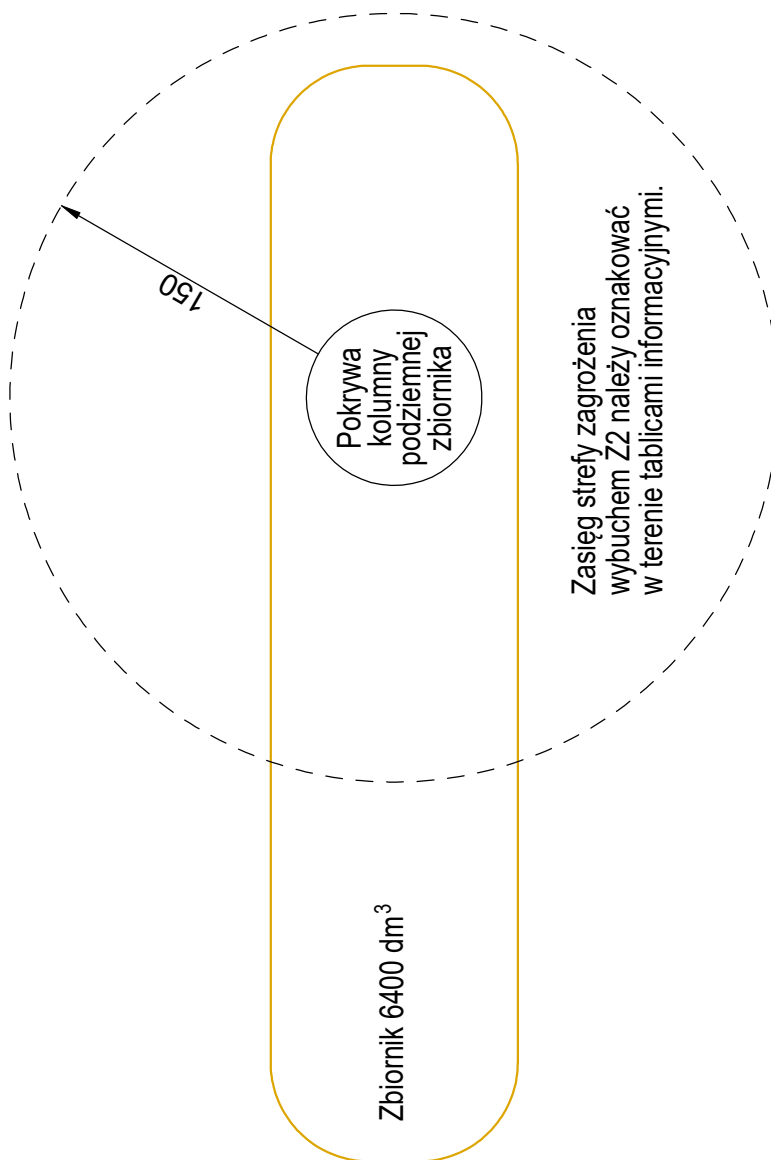 150
Pokrywa
kolumny
podziemnej
zbiornika
Zasięg strefy zagrożenia
wybuchem Z2 należy oznakować
w terenie tablicami informacyjnymi.
Zbiornik 6400 dm³